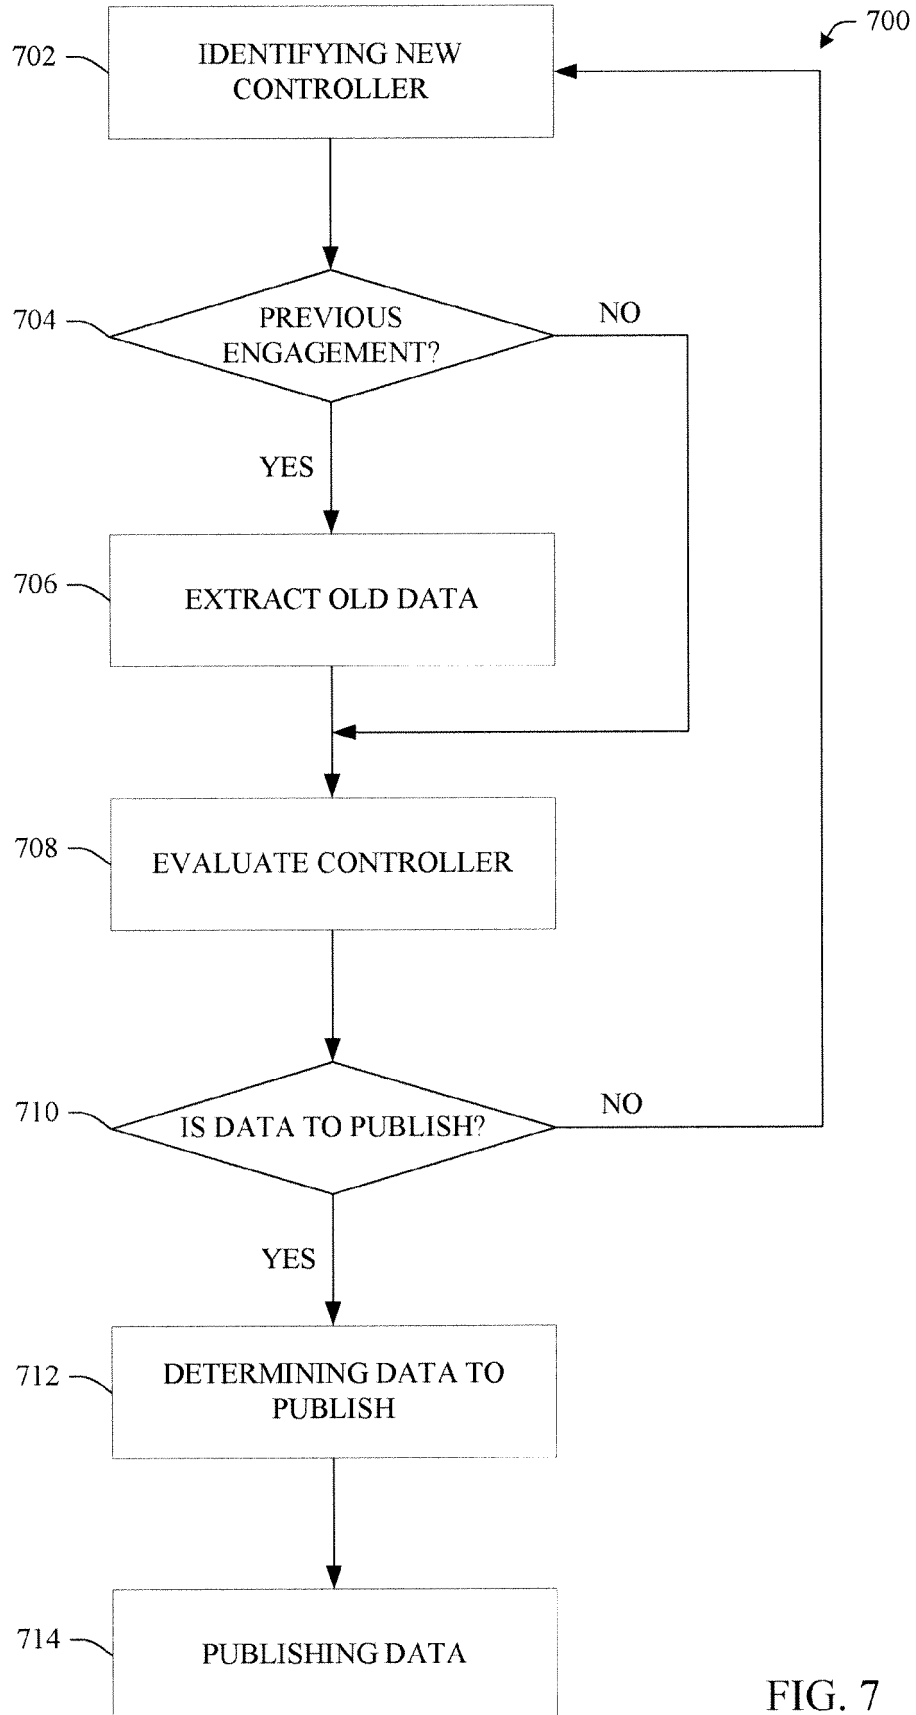 700
702
IDENTIFYING NEW
CONTROLLER
704
PREVIOUS
ENGAGEMENT?
NO
YES
706
EXTRACT OLD DATA
708
EVALUATE CONTROLLER
710
IS DATA TO PUBLISH?
NO
YES
712
DETERMINING DATA TO
PUBLISH
714
PUBLISHING DATA
FIG. 7